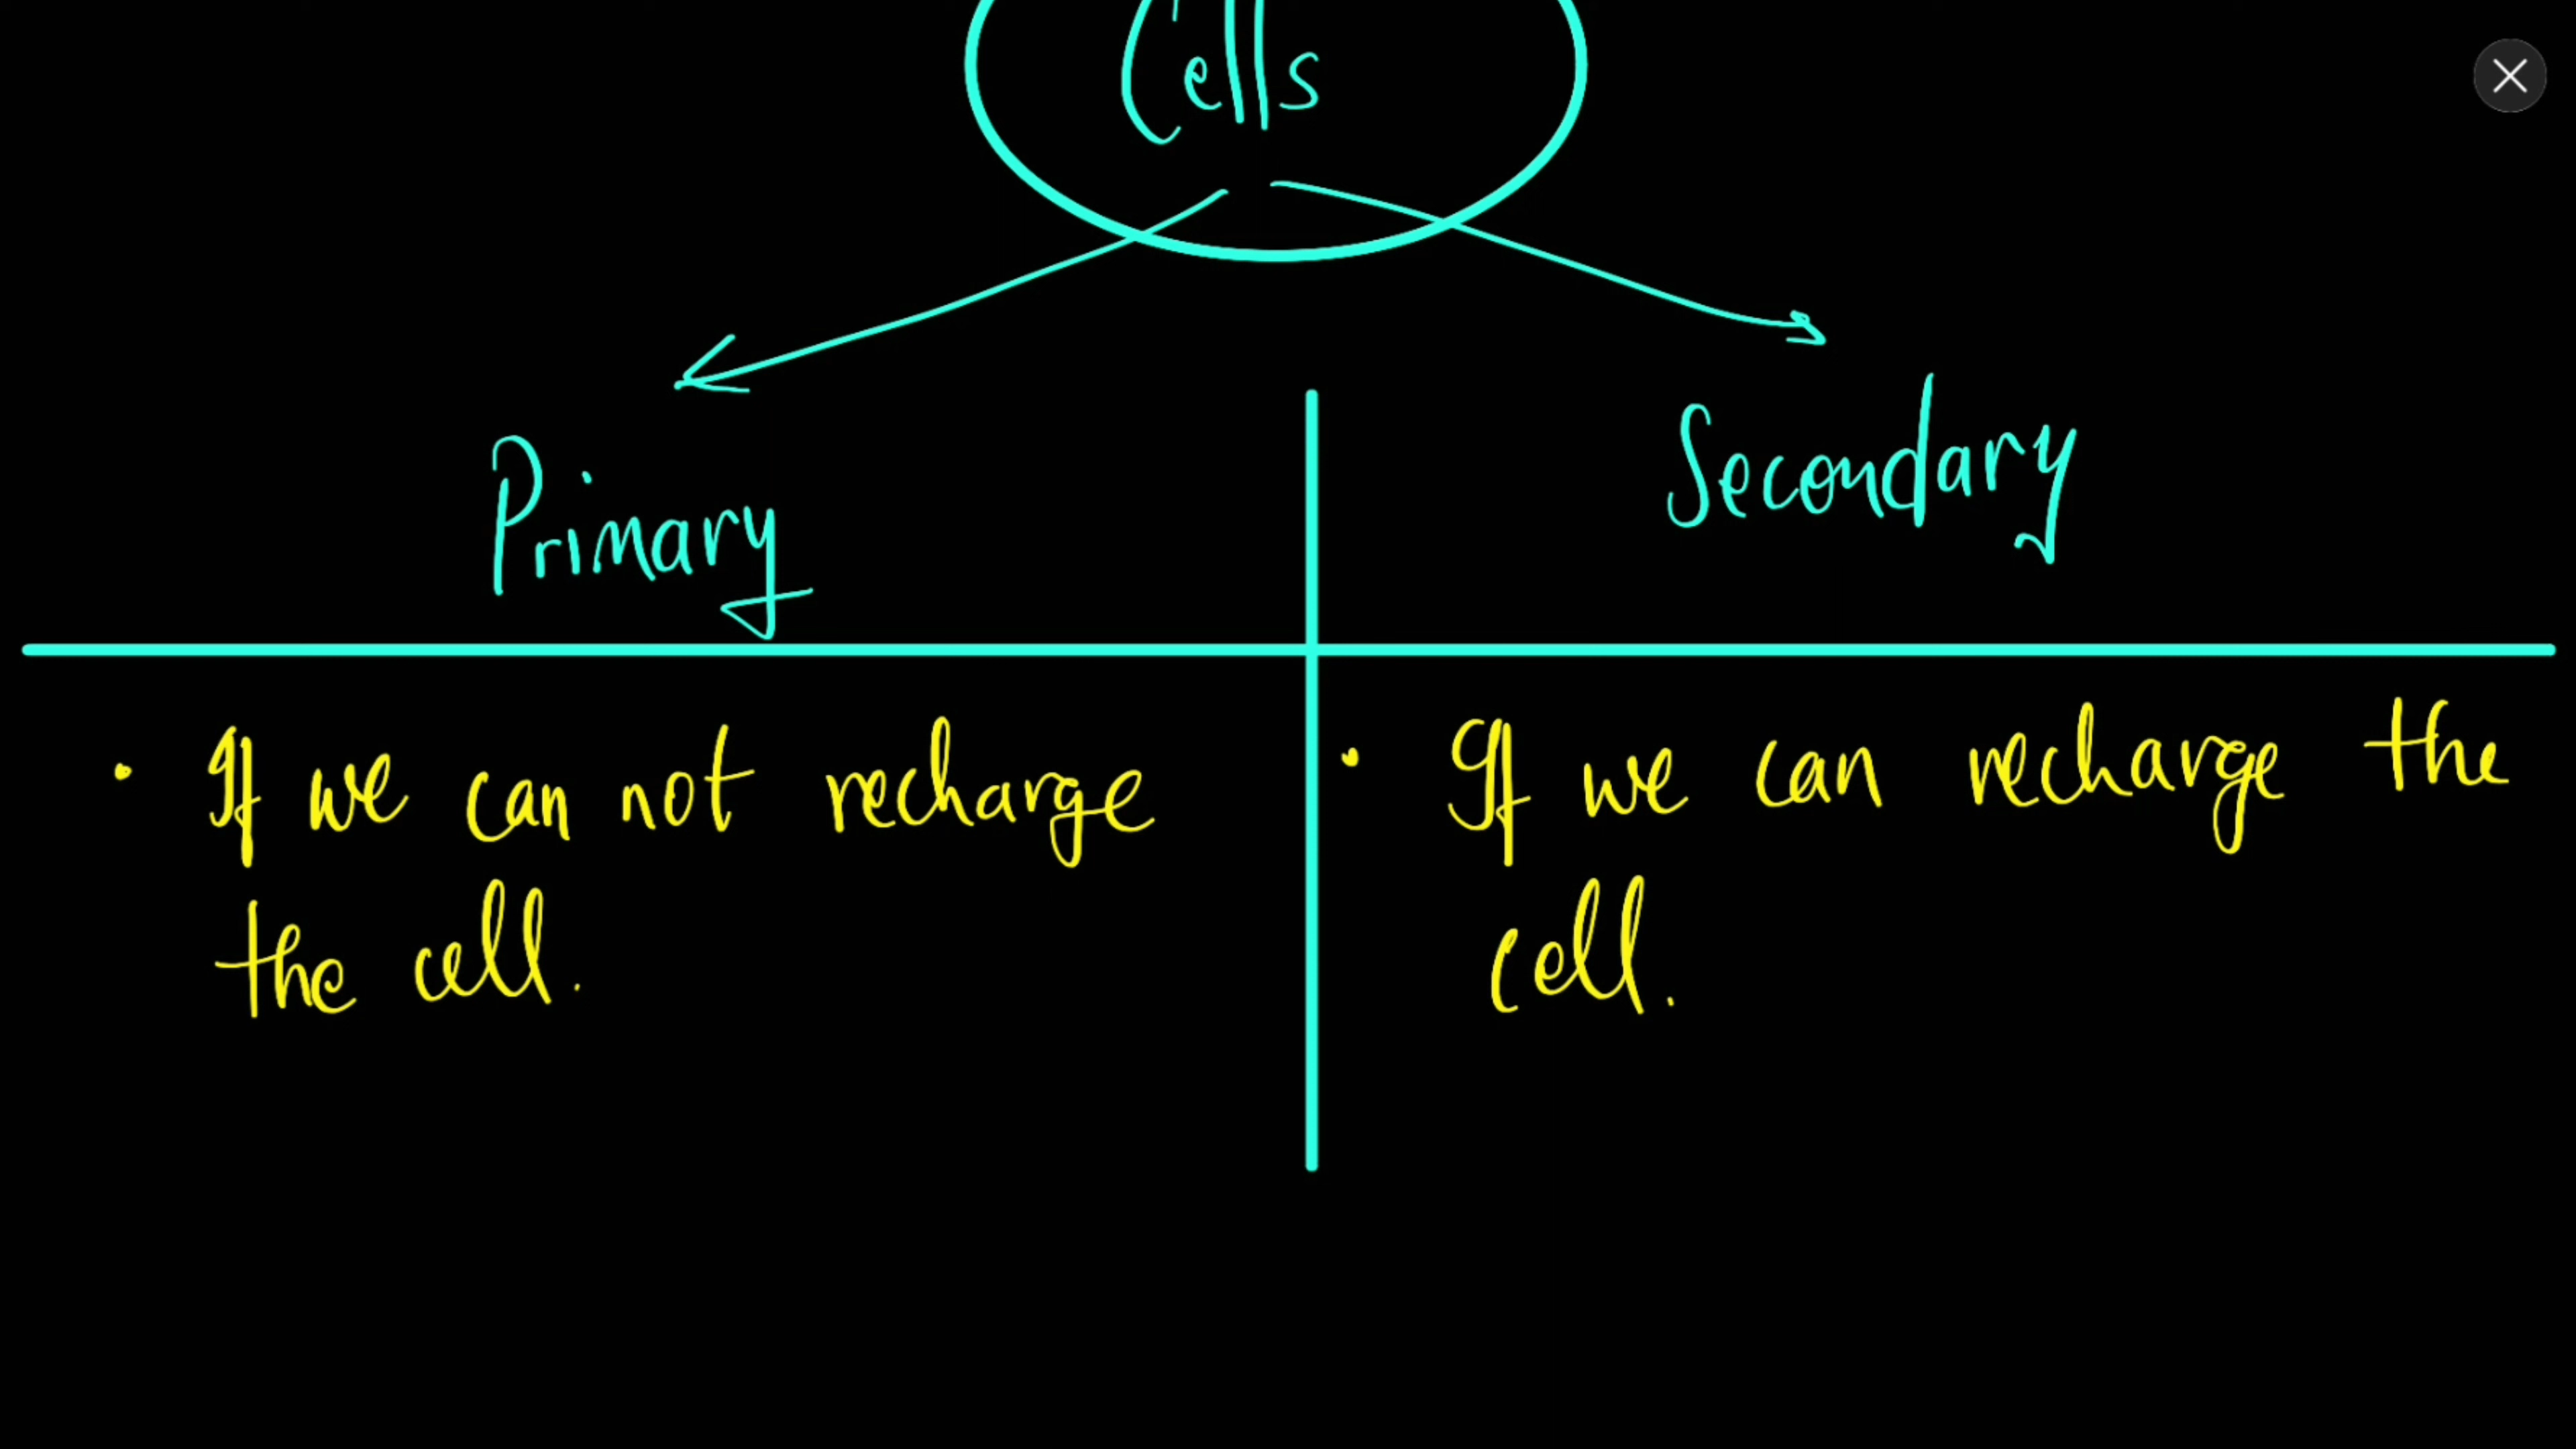 Cells
Primary
Secondary
• If we can not recharge
the cell.
• If we can recharge the
cell.